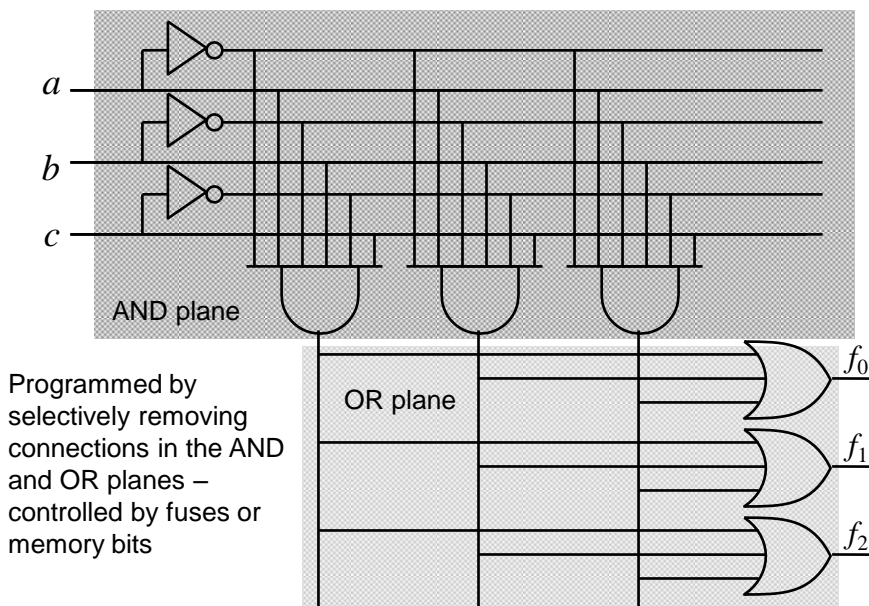 a
b
c
AND plane
Programmed by
selectively removing
connections in the AND
and OR planes –
controlled by fuses or
memory bits
OR plane
f0
f1
f2